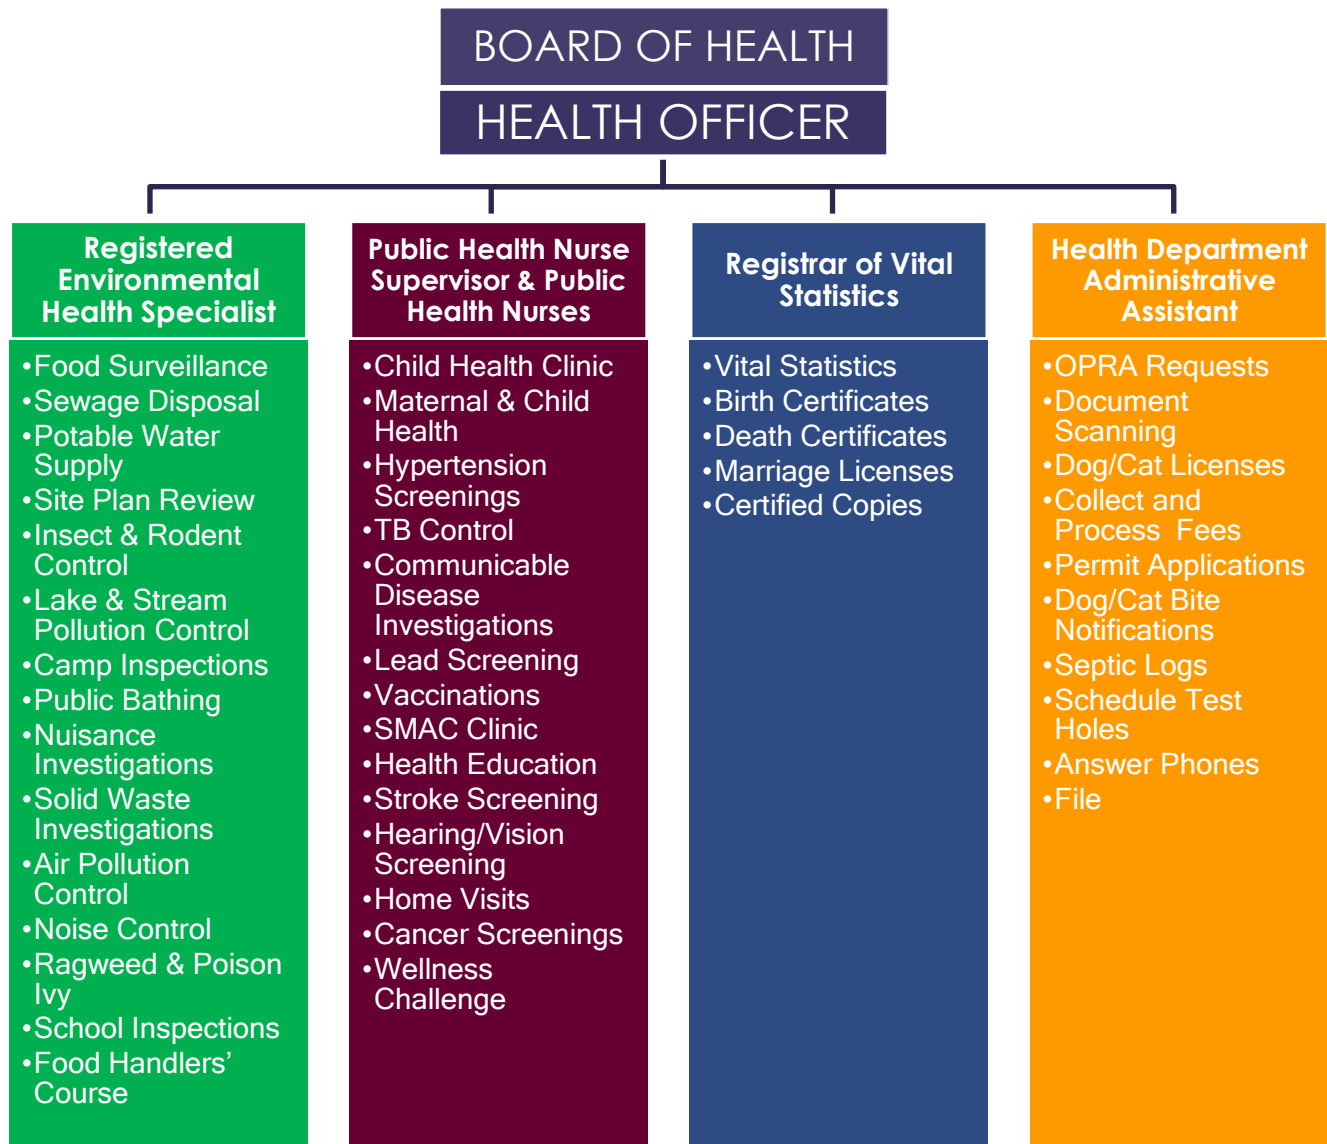 BOARD OF HEALTH
HEALTH OFFICER
Registered
Environmental
Health Specialist
•Food Surveillance
•Sewage Disposal
•Potable Water
Supply
•Site Plan Review
•Insect & Rodent
Control
•Lake & Stream
Pollution Control
•Camp Inspections
•Public Bathing
•Nuisance
Investigations
•Solid Waste
Investigations
•Air Pollution
Control
•Noise Control
•Ragweed & Poison
Ivy
•School Inspections
•Food Handlers’
Course
Public Health Nurse
Supervisor & Public
Health Nurses
•Child Health Clinic
•Maternal & Child
Health
•Hypertension
Screenings
•TB Control
•Communicable
Disease
Investigations
•Lead Screening
•Vaccinations
•SMAC Clinic
•Health Education
•Stroke Screening
•Hearing/Vision
Screening
•Home Visits
•Cancer Screenings
•Wellness
Challenge
Registrar of Vital
Statistics
•Vital Statistics
•Birth Certificates
•Death Certificates
•Marriage Licenses
•Certified Copies
Health Department
Administrative
Assistant
•OPRA Requests
•Document
Scanning
•Dog/Cat Licenses
•Collect and
Process  Fees
•Permit Applications
•Dog/Cat Bite
Notifications
•Septic Logs
•Schedule Test
Holes
•Answer Phones
•File